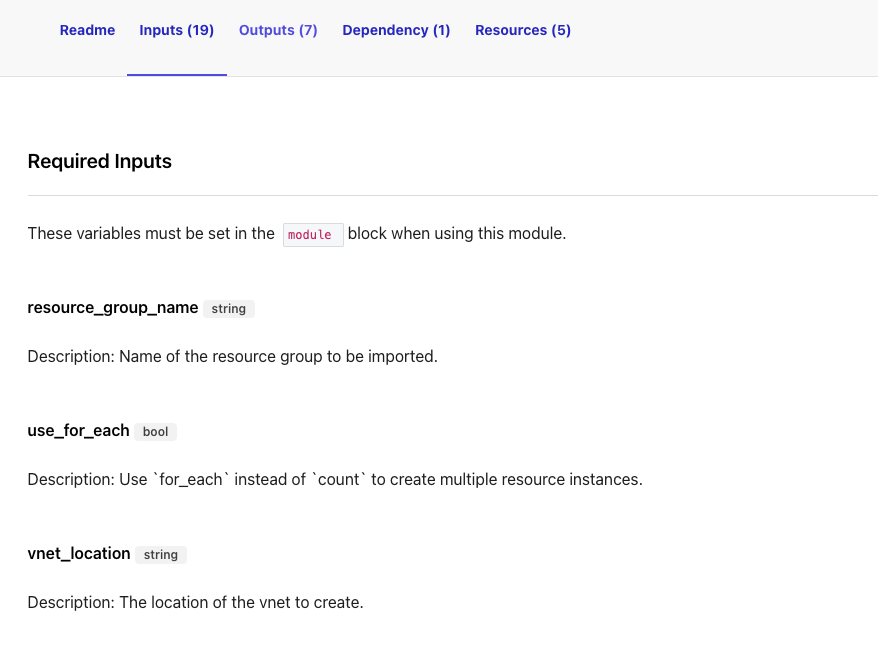 Readme Inputs (19) Outputs (7) Dependency (1) Resources (5)
Required Inputs
These variables must be set in the module block when using this module.
resource_group_name string
Description: Name of the resource group to be imported.
use_for_each bool
Description: Use `for_each` instead of `count` to create multiple resource instances.
vnet_location string
Description: The location of the vnet to create.